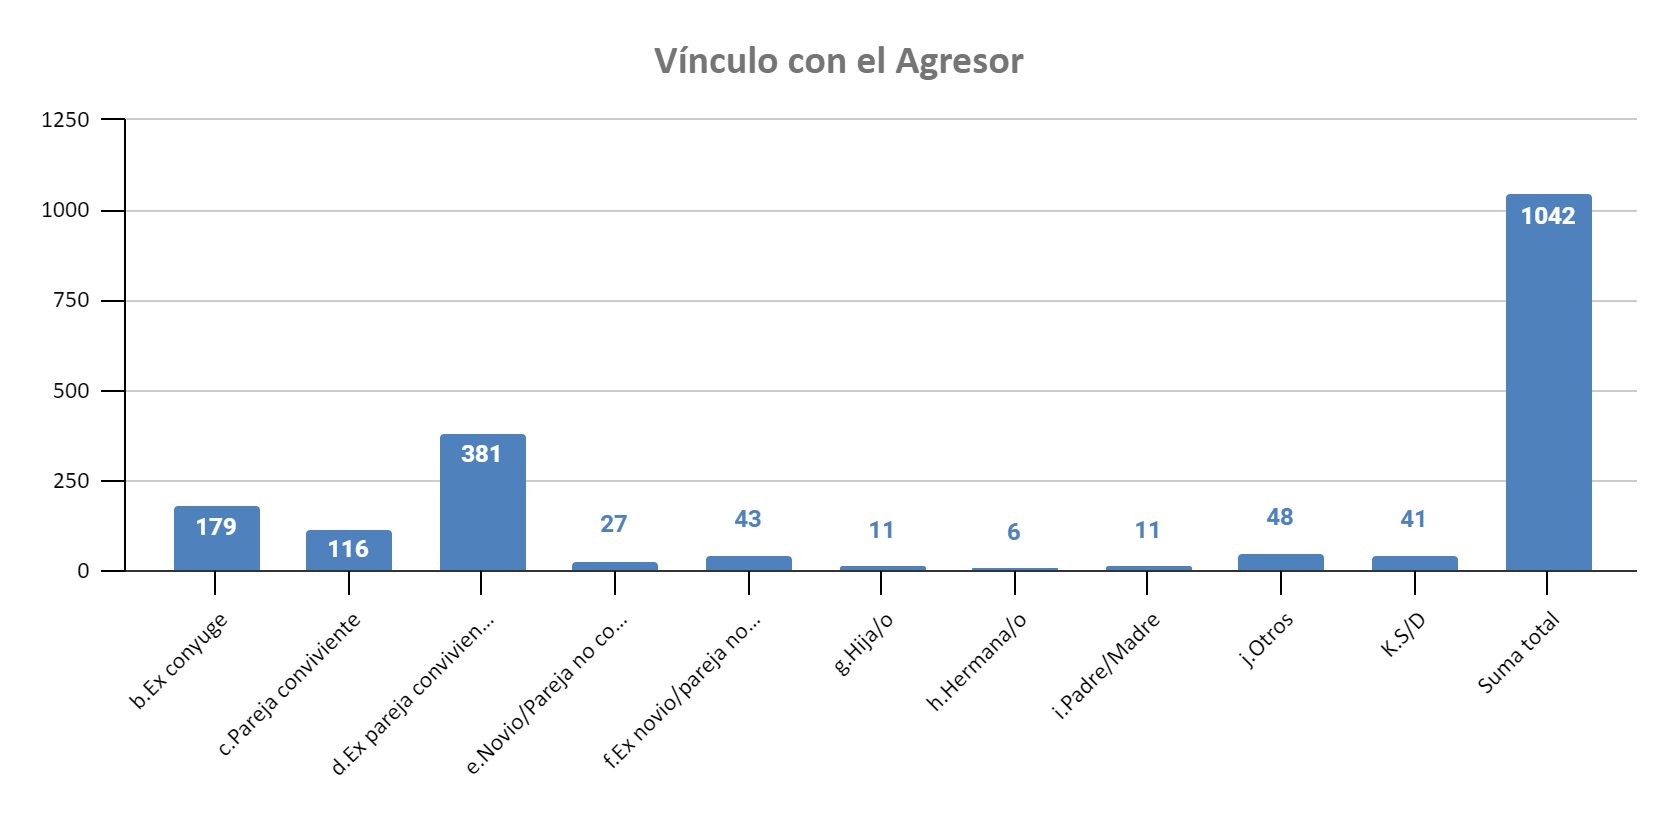 Vínculo con el Agresor
1250
1000
750
500
250
0
179
116
381
27
43
11
6
11
48
41
1042
b.Ex conyuge
c.Pareja conviviente
d.Ex pareja convivien...
e.Novio/Pareja no co...
f.Ex novio/pareja no...
g.Hija/o
h.Hermana/o
i.Padre/Madre
j.Otros
K.S/D
Suma total